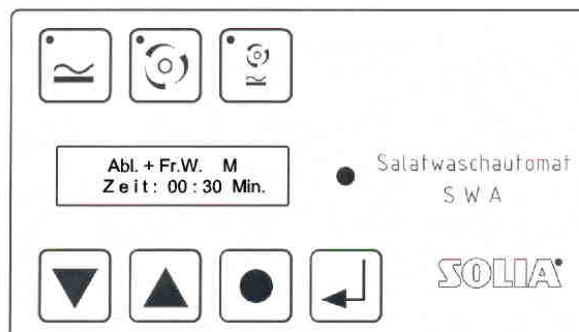 Abl. + Fr.W. M
Zeit: 00:30 Min.
Salatwaschautomat
SWA
SOLIA